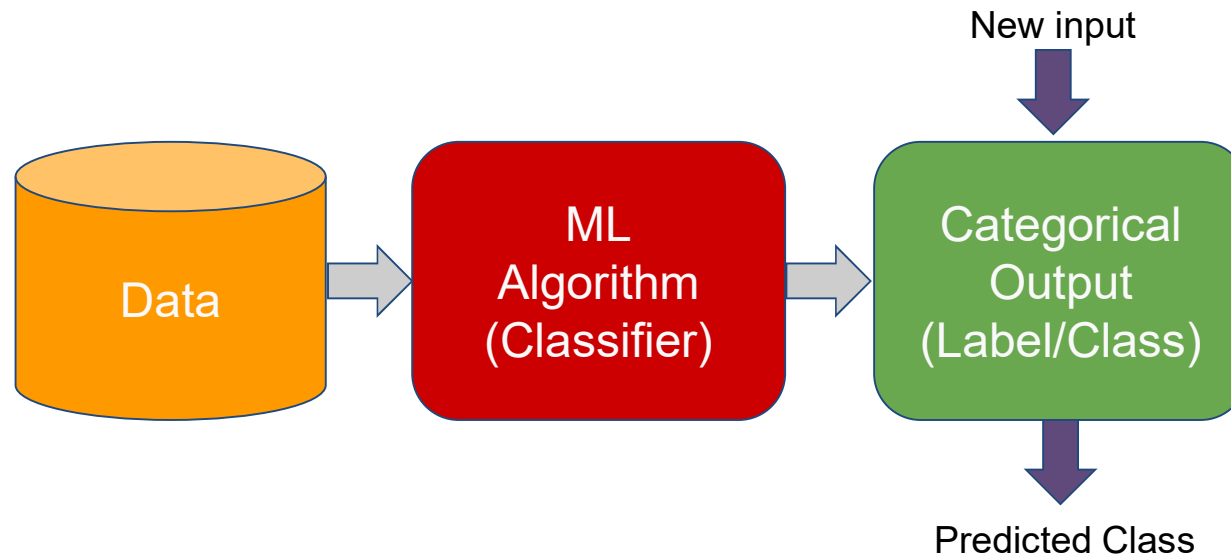 New input
Data
ML
Algorithm
(Classifier)
Categorical
Output
(Label/Class)
Predicted Class